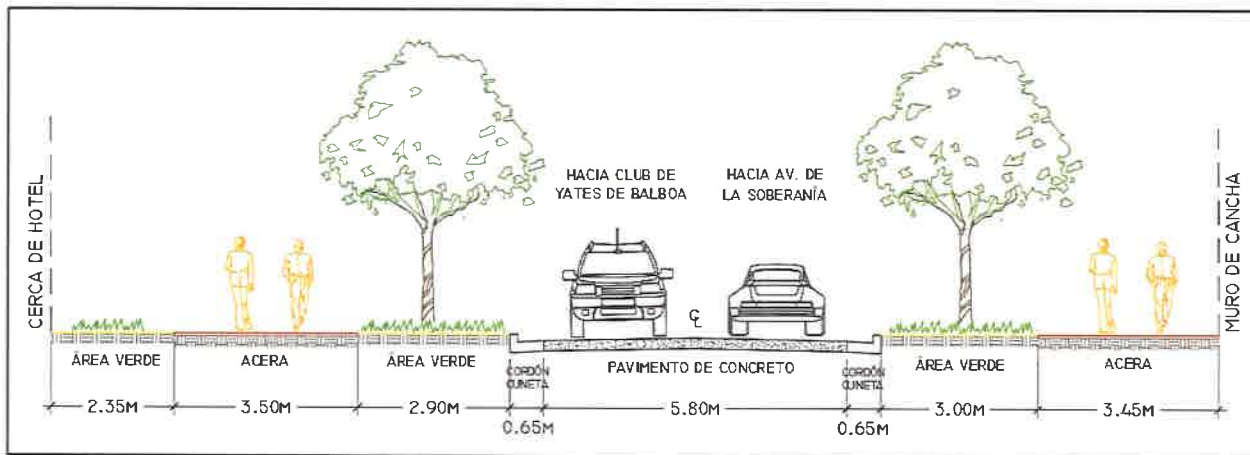 HACIA CLUB DE
YATES DE BALBOA
HACIA AV. DE
LA SOBERANÍA
CERCA DE HOTEL
MURO DE CANCHA
℄
ÁREA VERDE
ACERA
ÁREA VERDE
CORDÓN
CUNETA
PAVIMENTO DE CONCRETO
CORDÓN
CUNETA
ÁREA VERDE
ACERA
2.35M
3.50M
2.90M
0.65M
5.80M
0.65M
3.00M
3.45M